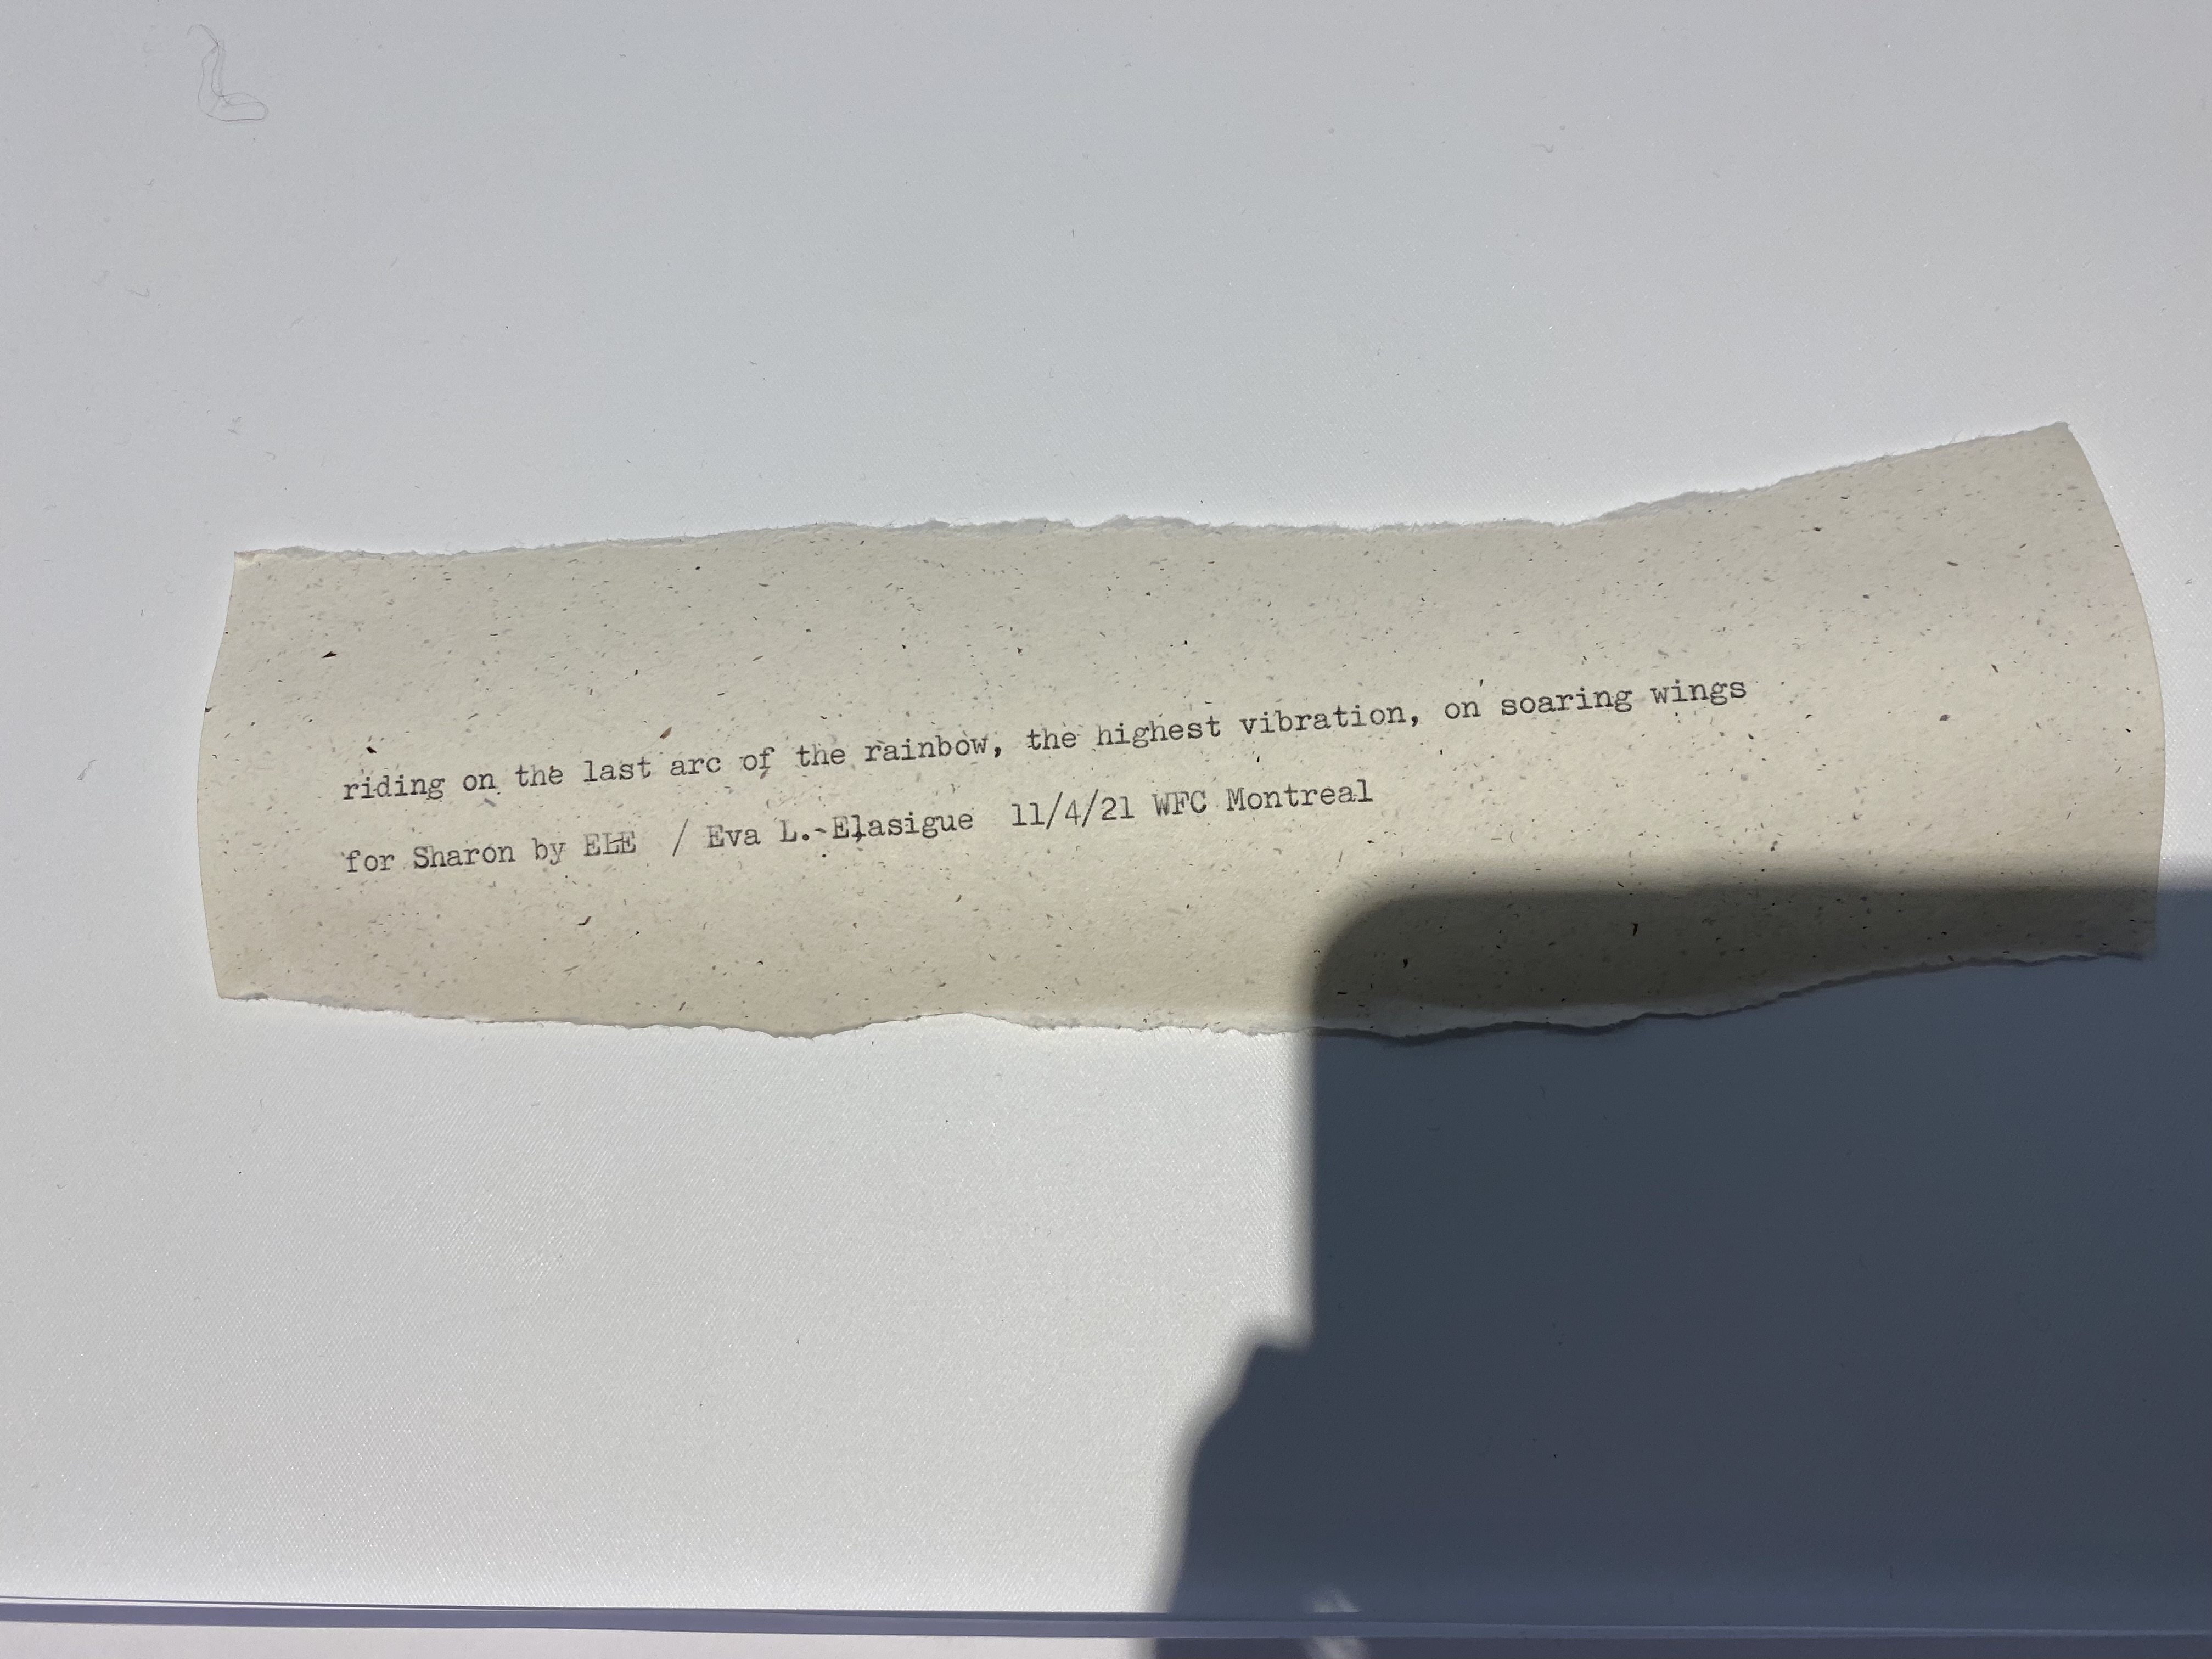 riding on the last arc of the rainbow, the highest vibration, on soaring wings
for Sharon by ELE / Eva L. Elasigue 11/4/21 WFC Montreal